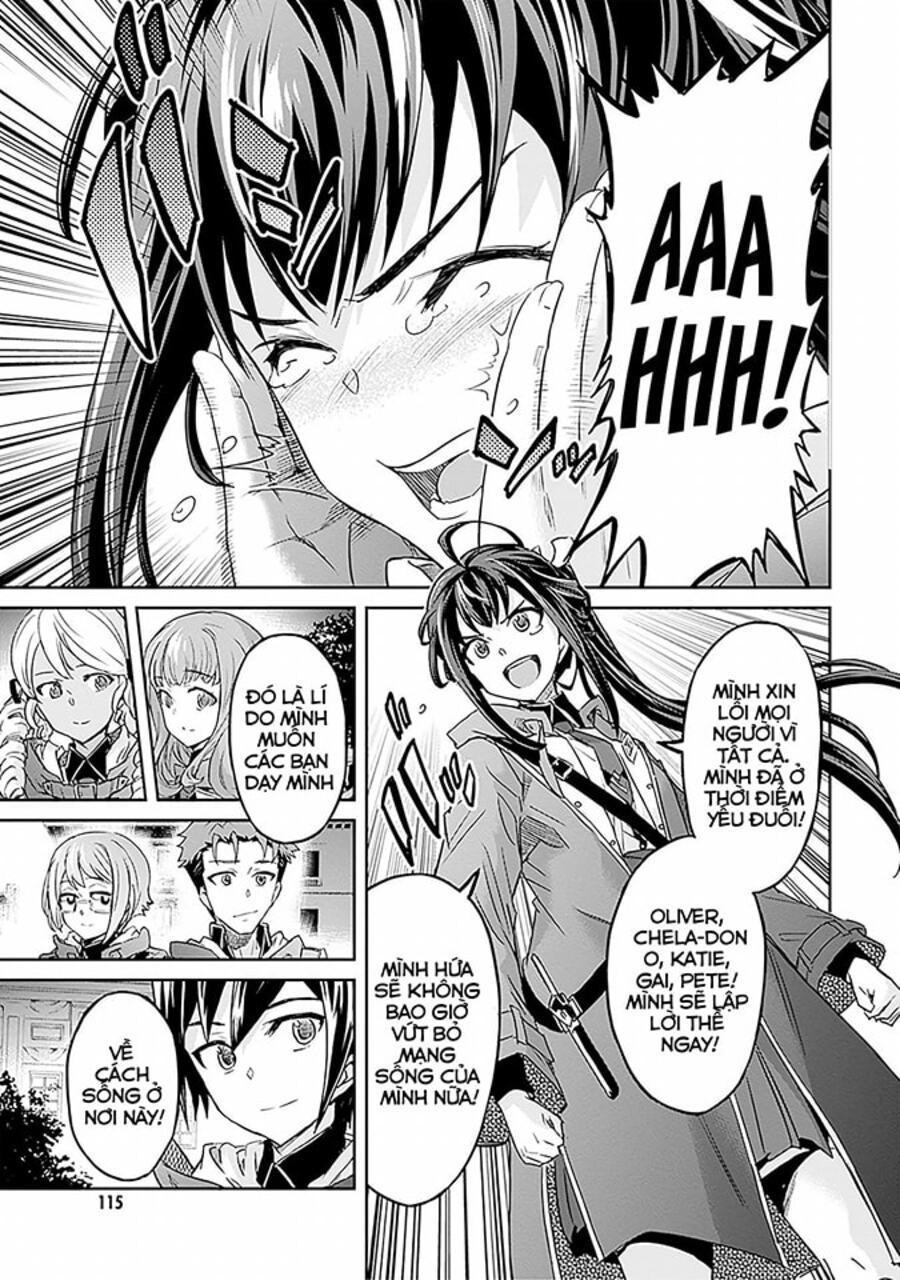 AAA
HHH!
MÌNH XIN
LỖI MỌI
NGƯỜI VÌ
TẤT CẢ.
MÌNH ĐÃ Ở
THỜI ĐIỂM
YẾU ĐUỐI!
OLIVER,
CHELA-DON
O, KATIE,
GAI, PETE!
MÌNH SẼ LẬP
LỜI THỀ
NGAY!
MÌNH HỨA
SẼ KHÔNG
BAO GIỜ
VỨT BỎ
MẠNG
SỐNG CỦA
MÌNH NỮA!
ĐÓ LÀ LÍ
DO MÌNH
MUỐN
CÁC BẠN
DẠY MÌNH
VỀ
CÁCH
SỐNG Ở
NƠI NÀY!
115